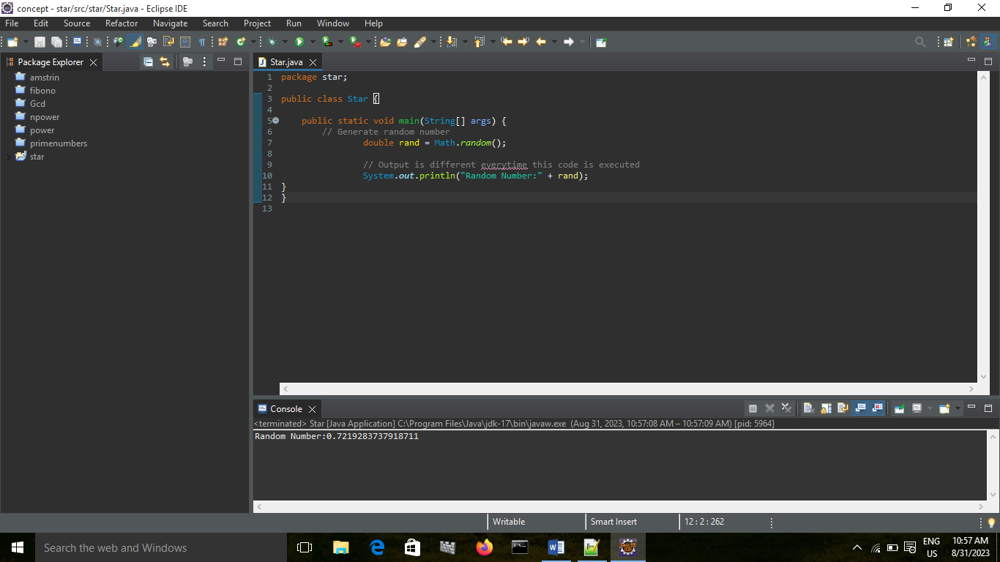 concept - star/src/star/Star.java - Eclipse IDE
File Edit Source Refactor Navigate Search Project Run Window Help
Package Explorer
amstrin
fibono
Gcd
npower
power
primenumbers
star
Star.java
1 package star;
2
3 public class Star {
4
5 public static void main(String[] args) {
6 // Generate random number
7 double rand = Math.random();
8
9 // Output is different everytime this code is executed
10 System.out.println("Random Number:" + rand);
11 }
12 }
13
Console
<terminated> Star [Java Application] C:\Program Files\Java\jdk-17\bin\javaw.exe (Aug 31, 2023, 10:57:08 AM – 10:57:09 AM) [pid: 5964]
Random Number:0.7219283737918711
Writable Smart Insert 12 : 2 : 262
Search the web and Windows
ENG
US
10:57 AM
8/31/2023